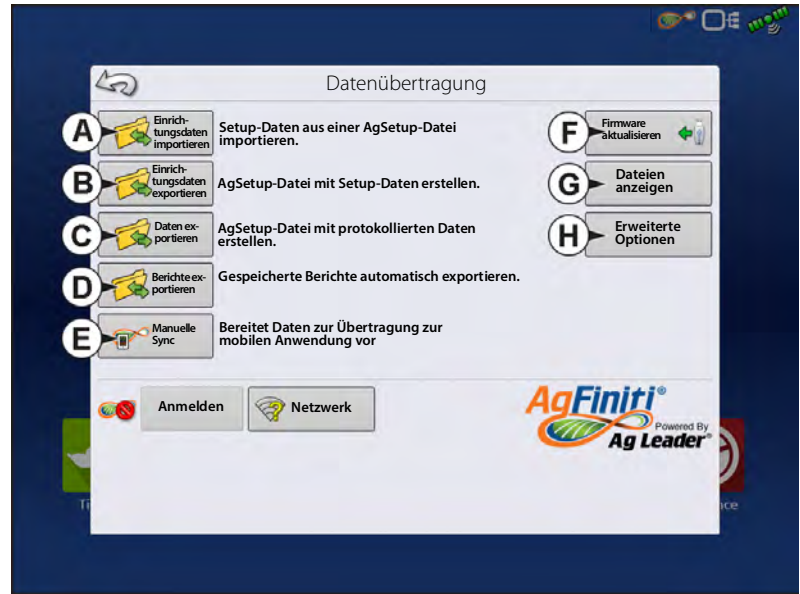 Datenübertragung
A
Einrich-
tungsdaten
importieren
Setup-Daten aus einer AgSetup-Datei
importieren.
B
Einrich-
tungsdaten
exportieren
AgSetup-Datei mit Setup-Daten erstellen.
C
Daten ex-
portieren
AgSetup-Datei mit protokollierten Daten
erstellen.
D
Berichte ex-
portieren
Gespeicherte Berichte automatisch exportieren.
E
Manuelle
Sync
Bereitet Daten zur Übertragung zur
mobilen Anwendung vor
F
Firmware
aktualisieren
G
Dateien
anzeigen
H
Erweiterte
Optionen
Anmelden
Netzwerk
AgFiniti®
Powered By
Ag Leader®
Ti
ce